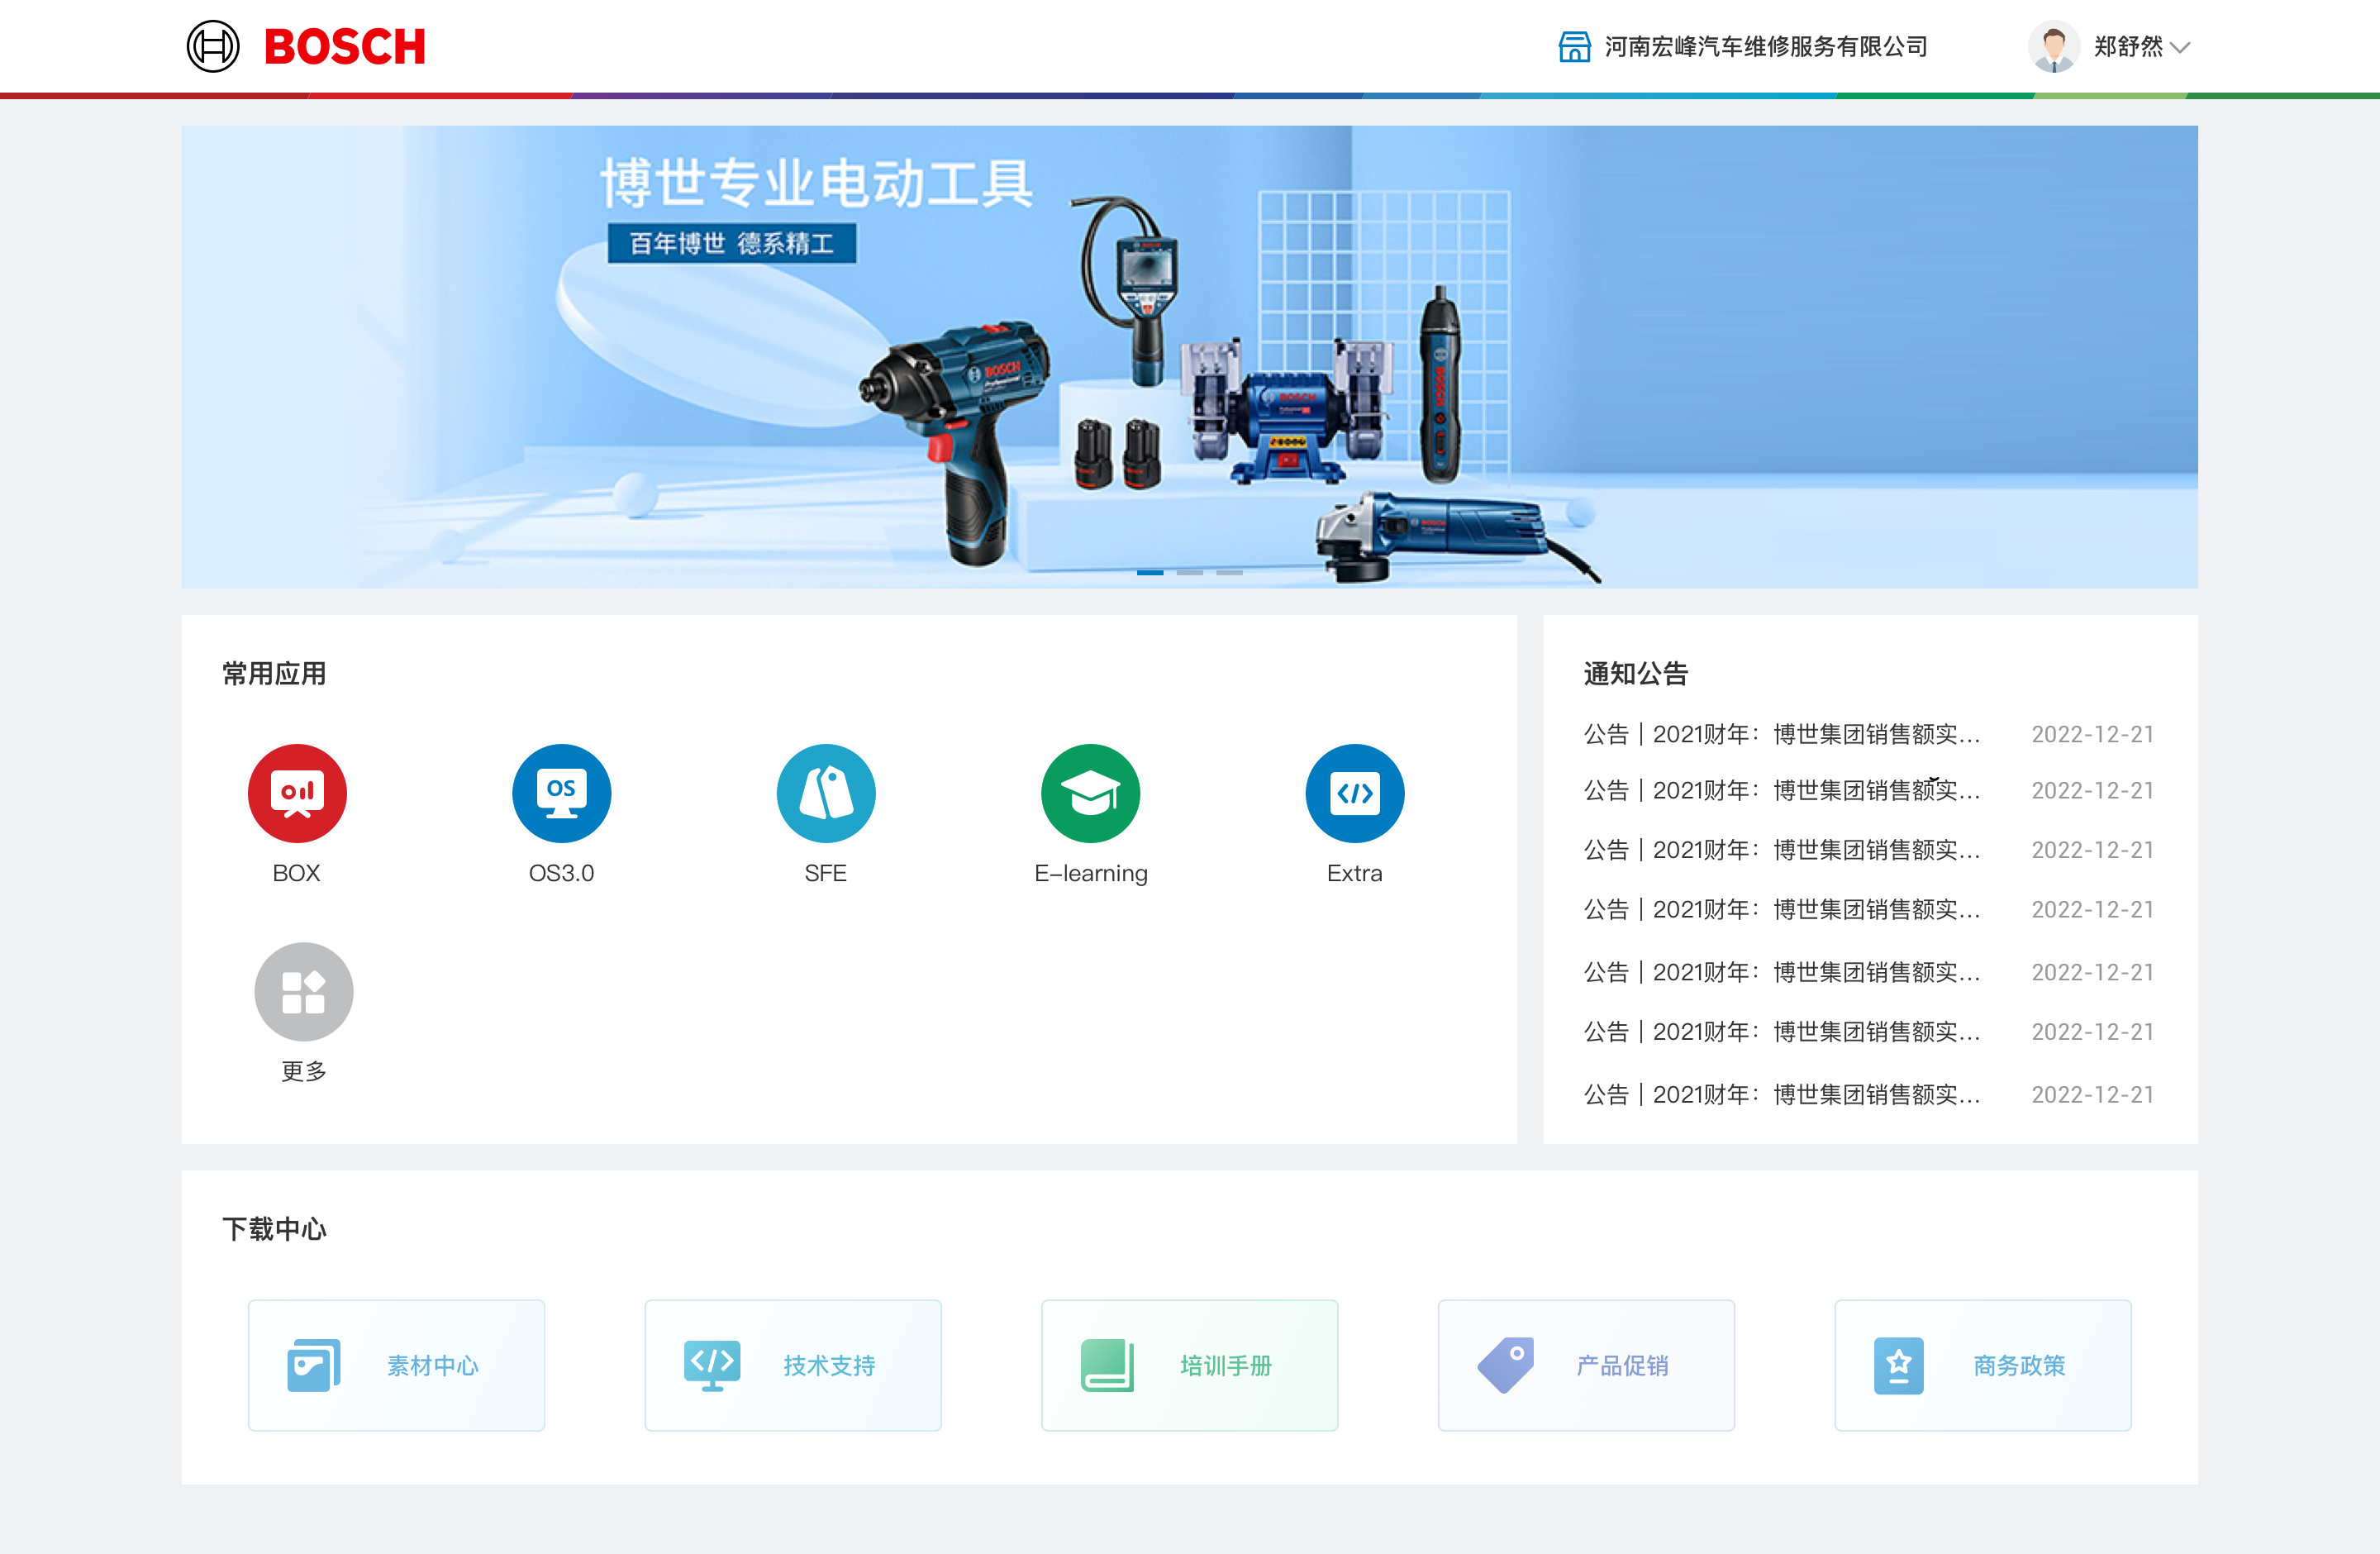 BOSCH
河南宏峰汽车维修服务有限公司
郑舒然
博世专业电动工具
百年博世 德系精工
BOSCH
Professional
BOSCH
BOSCH
BOSCH
常用应用
BOX
OS
OS3.0
SFE
E-learning
Extra
更多
通知公告
公告｜2021财年：博世集团销售额实... 2022-12-21
公告｜2021财年：博世集团销售额实... 2022-12-21
公告｜2021财年：博世集团销售额实... 2022-12-21
公告｜2021财年：博世集团销售额实... 2022-12-21
公告｜2021财年：博世集团销售额实... 2022-12-21
公告｜2021财年：博世集团销售额实... 2022-12-21
公告｜2021财年：博世集团销售额实... 2022-12-21
下载中心
素材中心
技术支持
培训手册
产品促销
商务政策